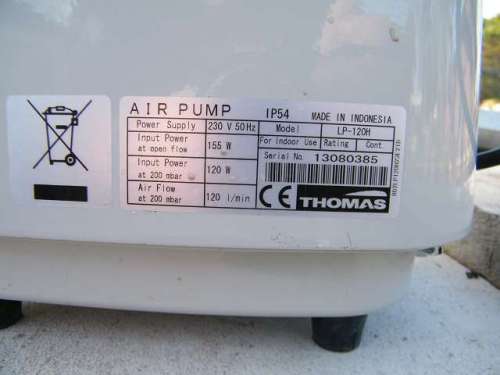 AIR PUMP IP54 MADE IN INDONESIA
Power Supply 230 V 50Hz Model LP-120H
Input Power at open flow 155 W For Indoor Use Rating Cont
Input Power at 200 mbar 120 W Serial No. 13080385
Air Flow at 200 mbar 120 l/min CE THOMAS